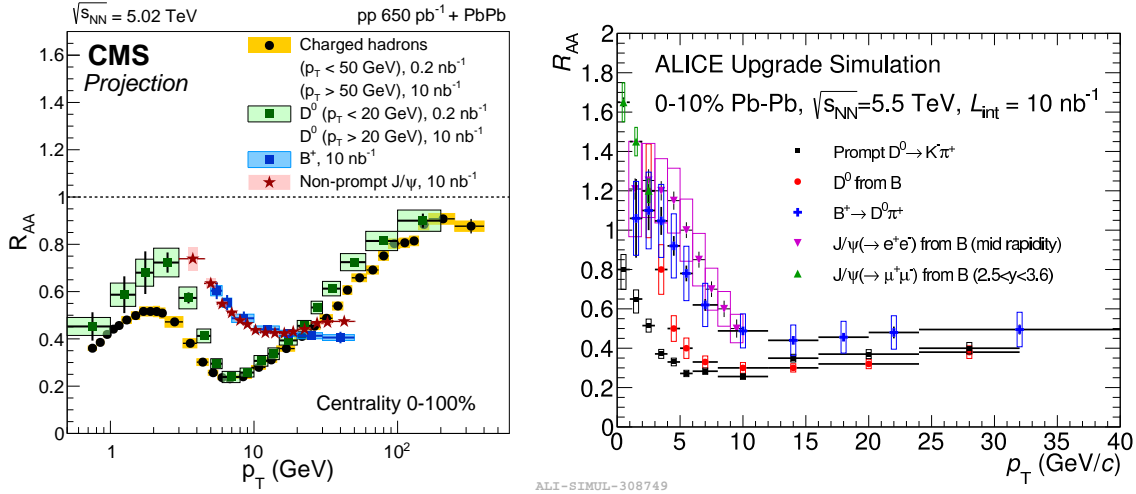 √sNN = 5.02 TeV
pp 650 pb-1 + PbPb
CMS
Projection
Charged hadrons
(pT < 50 GeV), 0.2 nb-1
(pT > 50 GeV), 10 nb-1
D0 (pT < 20 GeV), 0.2 nb-1
D0 (pT > 20 GeV), 10 nb-1
B+, 10 nb-1
Non-prompt J/ψ, 10 nb-1
Centrality 0-100%
RAA
1.6
1.4
1.2
1
0.8
0.6
0.4
0.2
0
1
10
10²
pT (GeV)
ALICE Upgrade Simulation
0-10% Pb-Pb, √sNN=5.5 TeV, Lint = 10 nb-1
Prompt D0→K-π+
D0 from B
B+→ D0π+
J/ψ(→ e+e-) from B (mid rapidity)
J/ψ(→ μ+μ-) from B (2.5<y<3.6)
RAA
2
1.8
1.6
1.4
1.2
1
0.8
0.6
0.4
0.2
0
0 5 10 15 20 25 30 35 40
pT (GeV/c)
ALI-SIMUL-308749